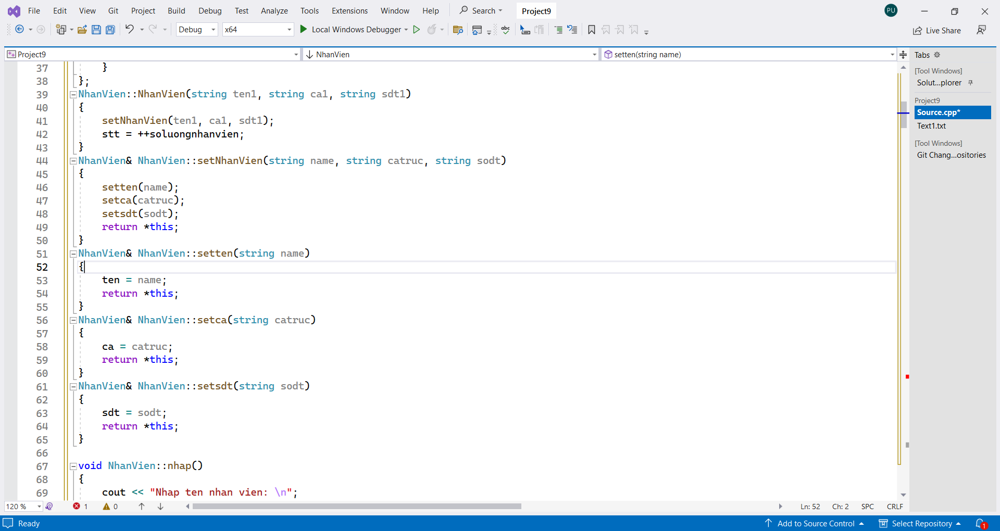 File Edit View Git Project Build Debug Test Analyze Tools Extensions Window Help Search Project9 PU
Debug x64 Local Windows Debugger abc Live Share
Project9 NhanVien setten(string name)
37 }
38 };
39 NhanVien::NhanVien(string ten1, string ca1, string sdt1)
40 {
41 setNhanVien(ten1, ca1, sdt1);
42 stt = ++soluongnhanvien;
43 }
44 NhanVien& NhanVien::setNhanVien(string name, string catruc, string sodt)
45 {
46 setten(name);
47 setca(catruc);
48 setsdt(sodt);
49 return *this;
50 }
51 NhanVien& NhanVien::setten(string name)
52 {
53 ten = name;
54 return *this;
55 }
56 NhanVien& NhanVien::setca(string catruc)
57 {
58 ca = catruc;
59 return *this;
60 }
61 NhanVien& NhanVien::setsdt(string sodt)
62 {
63 sdt = sodt;
64 return *this;
65 }
66
67 void NhanVien::nhap()
68 {
69 cout << "Nhap ten nhan vien: \n";
120 % 1 0 Ln: 52 Ch: 2 SPC CRLF
Tabs
[Tool Windows]
Solut...plorer
Project9
Source.cpp*
Text1.txt
[Tool Windows]
Git Chang...ositories
Ready Add to Source Control Select Repository 1